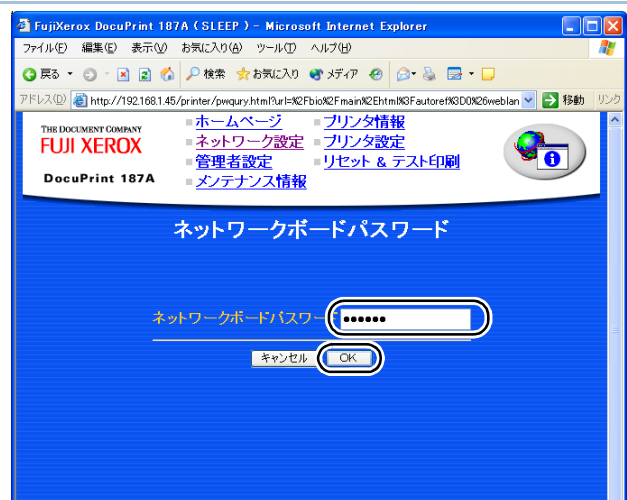 FujiXerox DocuPrint 187A ( SLEEP ) - Microsoft Internet Explorer
ファイル(F) 編集(E) 表示(V) お気に入り(A) ツール(T) ヘルプ(H)
戻る 検索 お気に入り メディア
アドレス(D) http://192.168.1.45/printer/pwqury.html?url=%2Fbio%2Fmain%2Ehtml%3Fautoref%3D0%26weblan 移動 リンク
THE DOCUMENT COMPANY
FUJI XEROX
DocuPrint 187A
ホームページ プリンタ情報
ネットワーク設定 プリンタ設定
管理者設定 リセット & テスト印刷
メンテナンス情報
ネットワークボードパスワード
ネットワークボードパスワード ●●●●●●
キャンセル OK